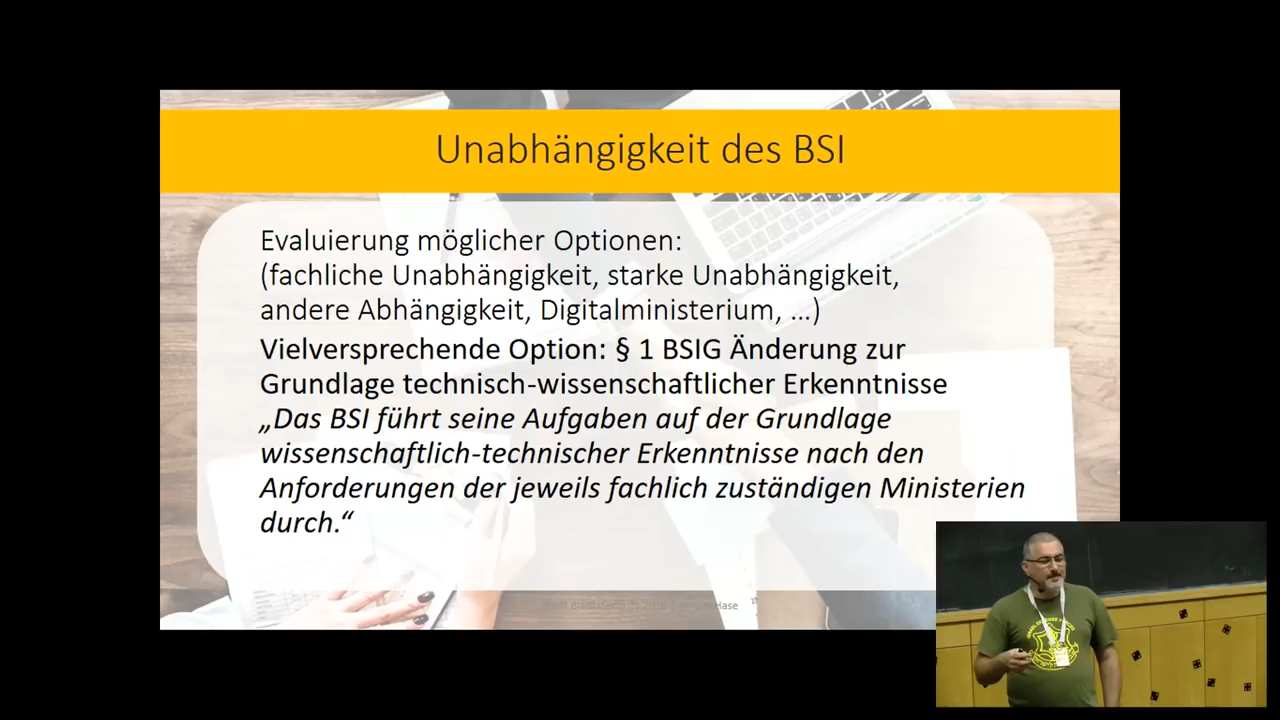 Unabhängigkeit des BSI
Evaluierung möglicher Optionen:
(fachliche Unabhängigkeit, starke Unabhängigkeit,
andere Abhängigkeit, Digitalministerium, …)
Vielversprechende Option: § 1 BSIG Änderung zur
Grundlage technisch-wissenschaftlicher Erkenntnisse
„Das BSI führt seine Aufgaben auf der Grundlage
wissenschaftlich-technischer Erkenntnisse nach den
Anforderungen der jeweils fachlich zuständigen Ministerien
durch.“